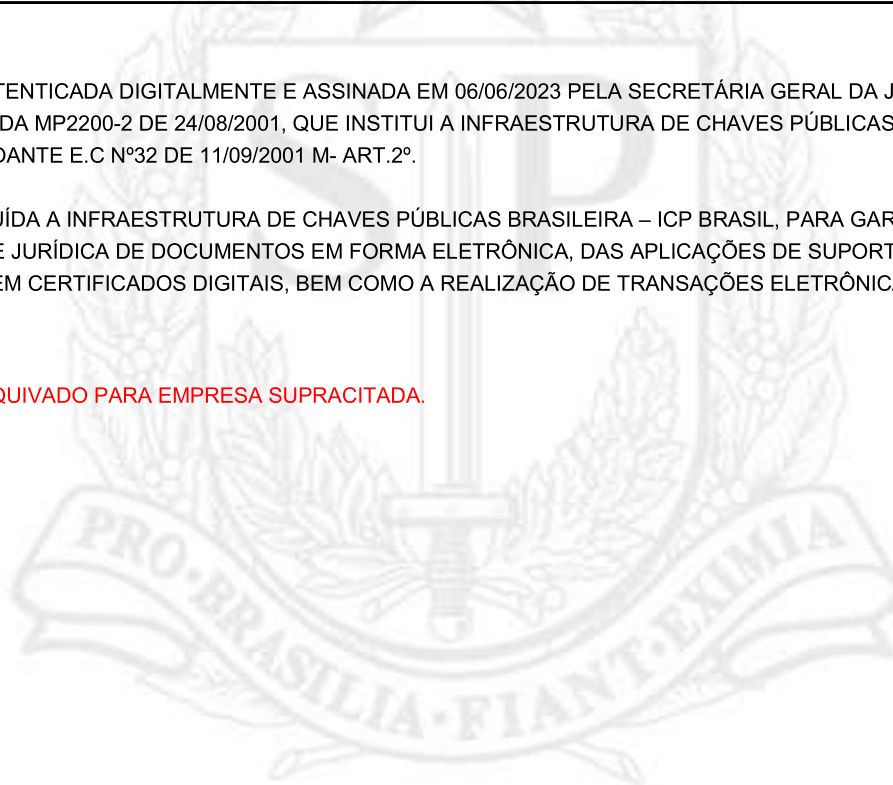 TENTICADA DIGITALMENTE E ASSINADA EM 06/06/2023 PELA SECRETÁRIA GERAL DA J
DA MP2200-2 DE 24/08/2001, QUE INSTITUI A INFRAESTRUTURA DE CHAVES PÚBLICAS
DANTE E.C Nº32 DE 11/09/2001 M- ART.2º.
UÍDA A INFRAESTRUTURA DE CHAVES PÚBLICAS BRASILEIRA – ICP BRASIL, PARA GAR
E JURÍDICA DE DOCUMENTOS EM FORMA ELETRÔNICA, DAS APLICAÇÕES DE SUPORT
EM CERTIFICADOS DIGITAIS, BEM COMO A REALIZAÇÃO DE TRANSAÇÕES ELETRÔNICA
QUIVADO PARA EMPRESA SUPRACITADA.
SP
PRO·BRASILIA·FIANT·EXIMIA